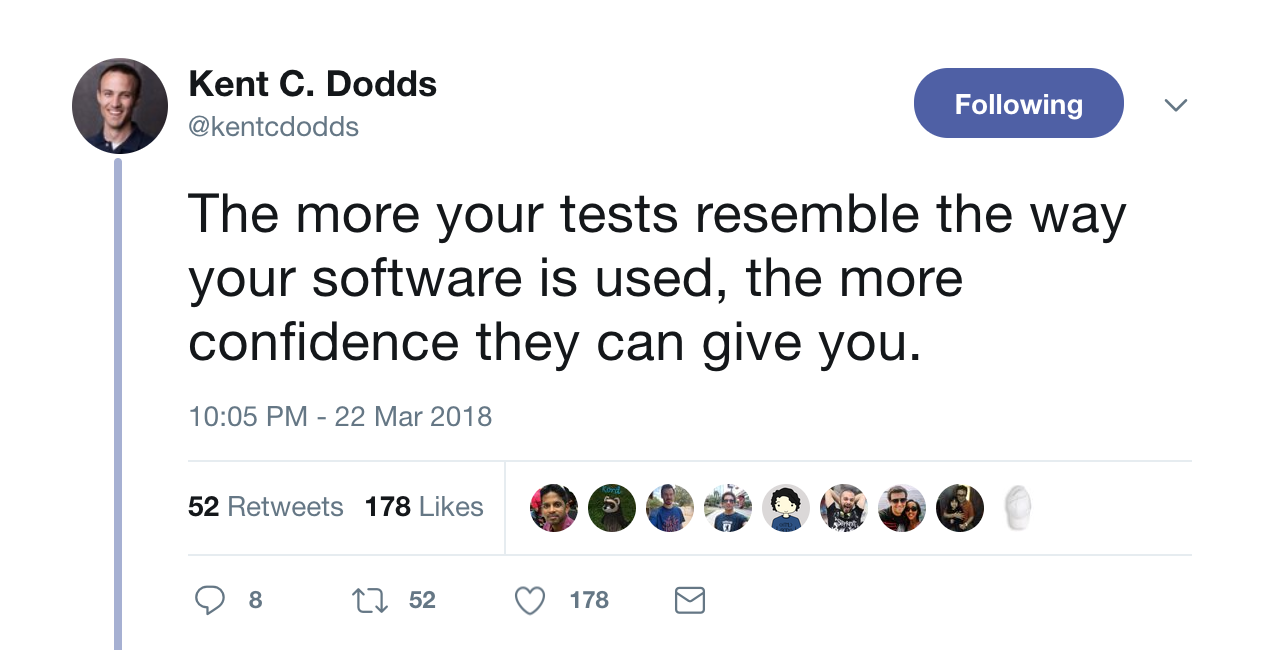 Kent C. Dodds
@kentcdodds
Following
The more your tests resemble the way
your software is used, the more
confidence they can give you.
10:05 PM - 22 Mar 2018
52 Retweets 178 Likes
8 52 178